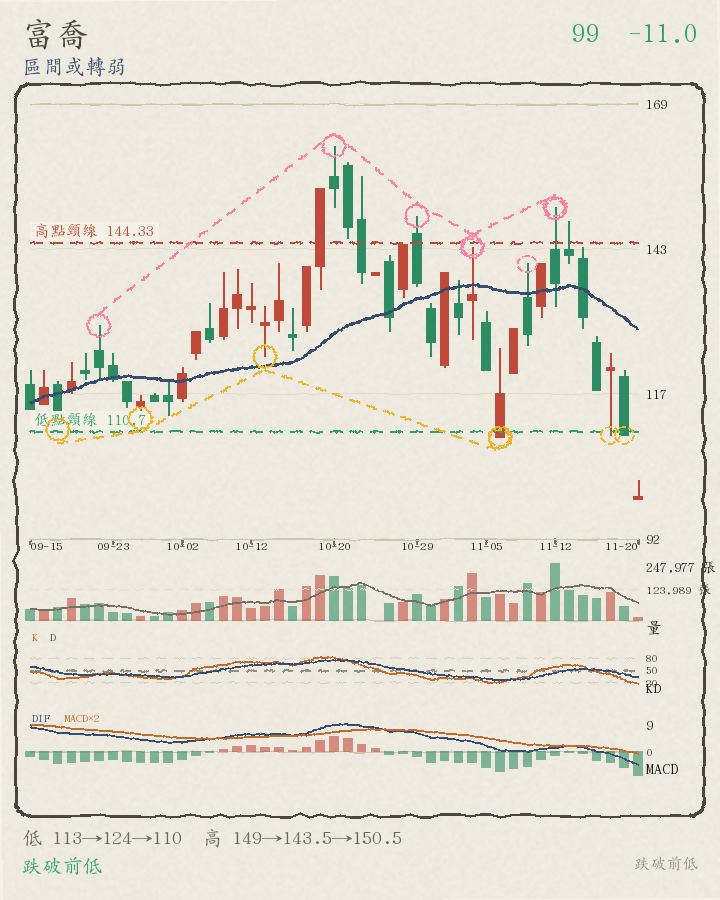 富喬
99 -11.0
區間或轉弱
169
高點頸線 144.33
143
117
低點頸線 110.7
92
09-15 09-23 10-02 10-12 10-20 10-29 11-05 11-12 11-20
247,977 張
123,989 張
量
K D
80
50
20
KD
DIF MACD×2
9
0
MACD
低 113→124→110 高 149→143.5→150.5
跌破前低
跌破前低